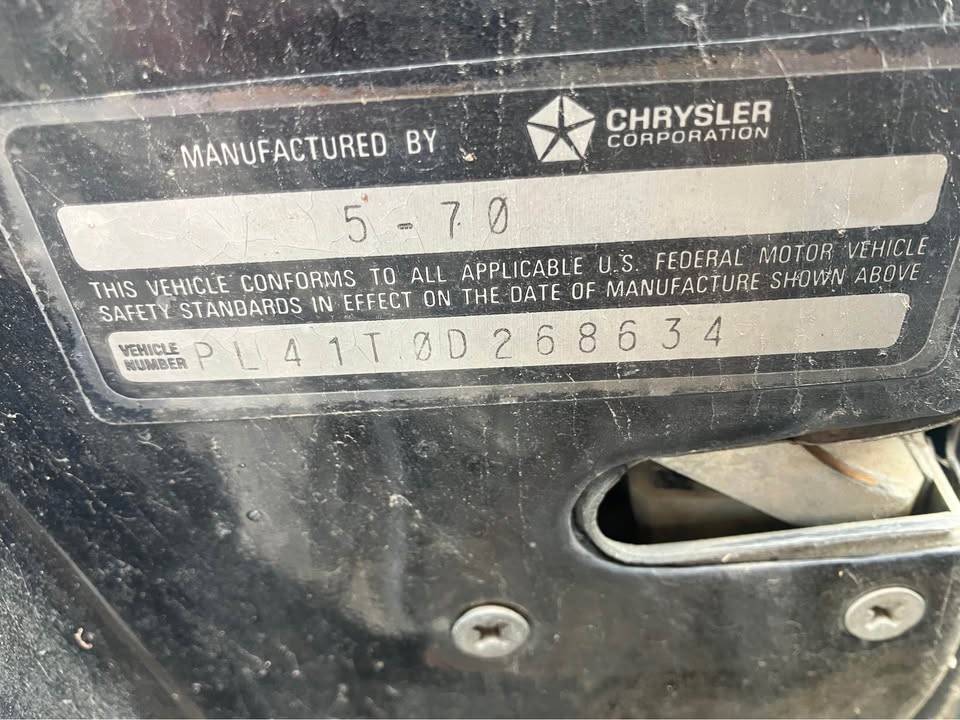 MANUFACTURED BY CHRYSLER CORPORATION
5-70
THIS VEHICLE CONFORMS TO ALL APPLICABLE U.S. FEDERAL MOTOR VEHICLE
SAFETY STANDARDS IN EFFECT ON THE DATE OF MANUFACTURE SHOWN ABOVE
VEHICLE NUMBER PL41T0D268634